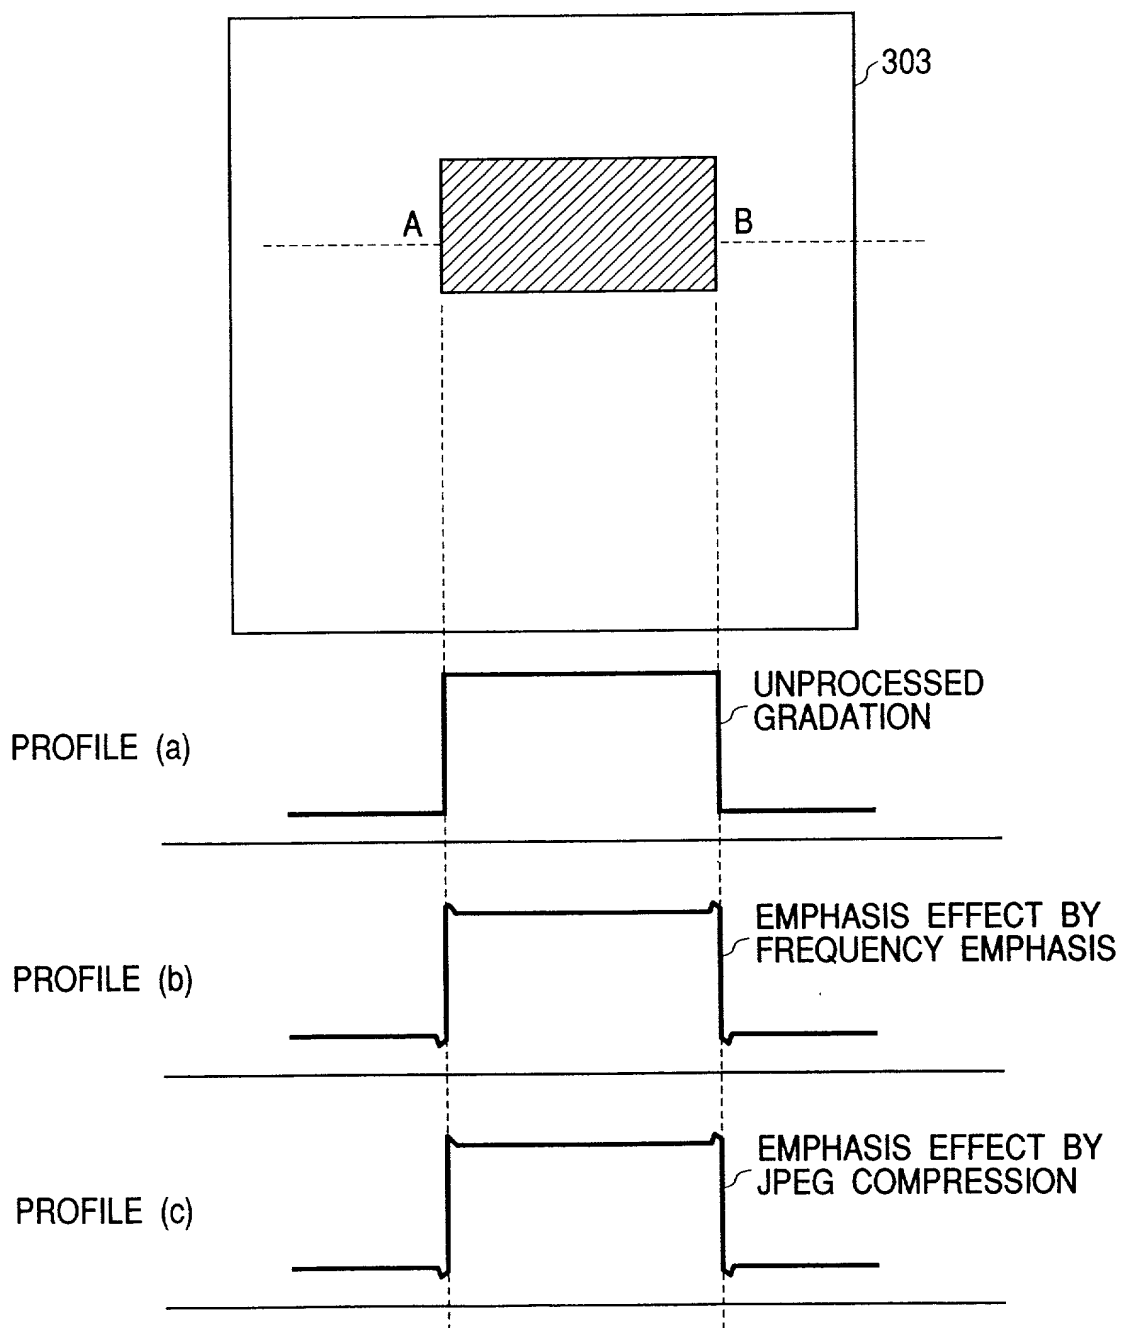 303
A
B
UNPROCESSED
GRADATION
PROFILE (a)
EMPHASIS EFFECT BY
FREQUENCY EMPHASIS
PROFILE (b)
EMPHASIS EFFECT BY
JPEG COMPRESSION
PROFILE (c)